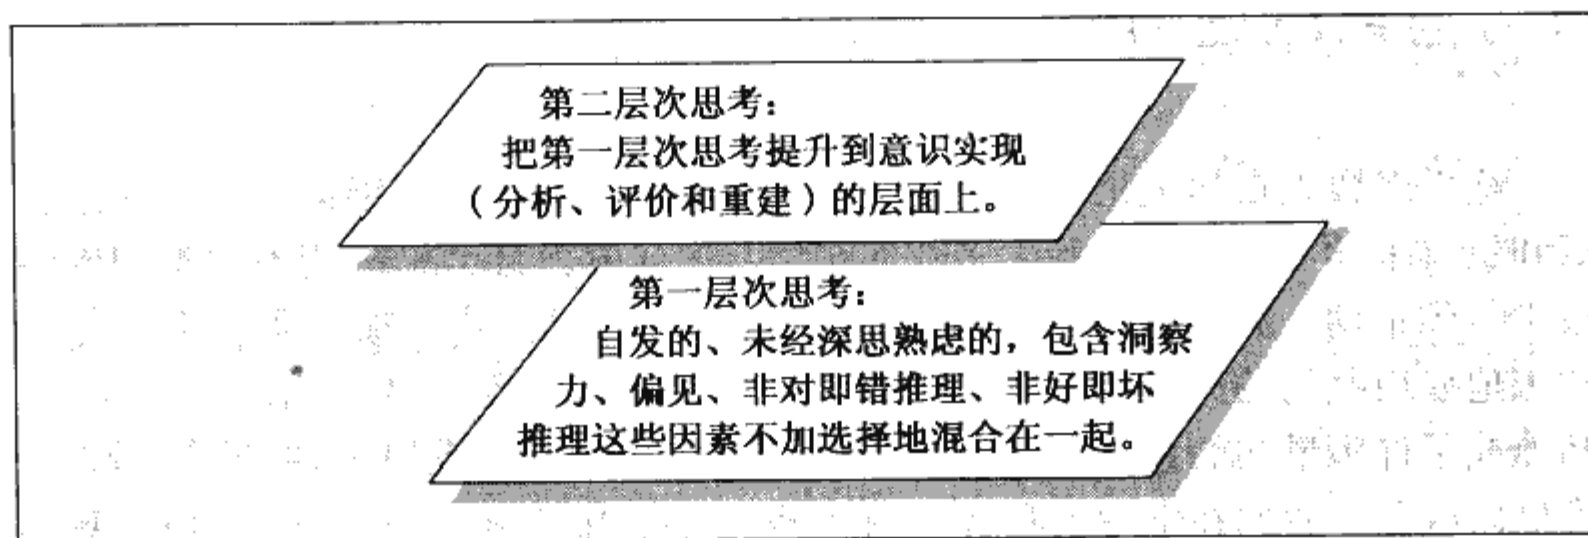 第二层次思考：
把第一层次思考提升到意识实现
（分析、评价和重建）的层面上。
第一层次思考：
自发的、未经深思熟虑的，包含洞察
力、偏见、非对即错推理、非好即坏
推理这些因素不加选择地混合在一起。